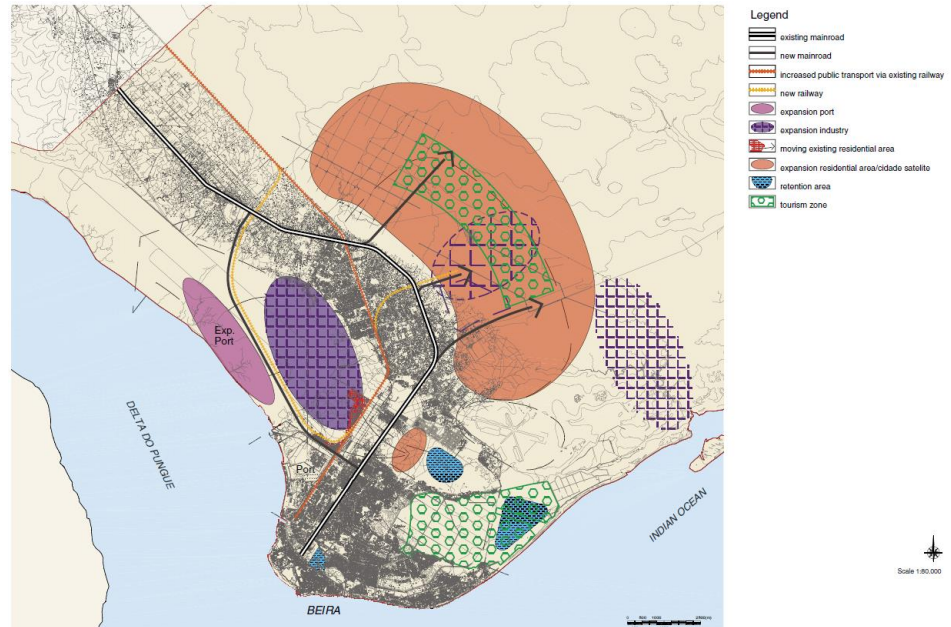 Legend
existing mainroad
new mainroad
increased public transport via existing railway
new railway
expansion port
expansion industry
moving existing residential area
expansion residential area/cidade satelite
retention area
tourism zone
Exp.
Port
DELTA DO PUNGUE
Port
INDIAN OCEAN
BEIRA
Scale 1:80,000